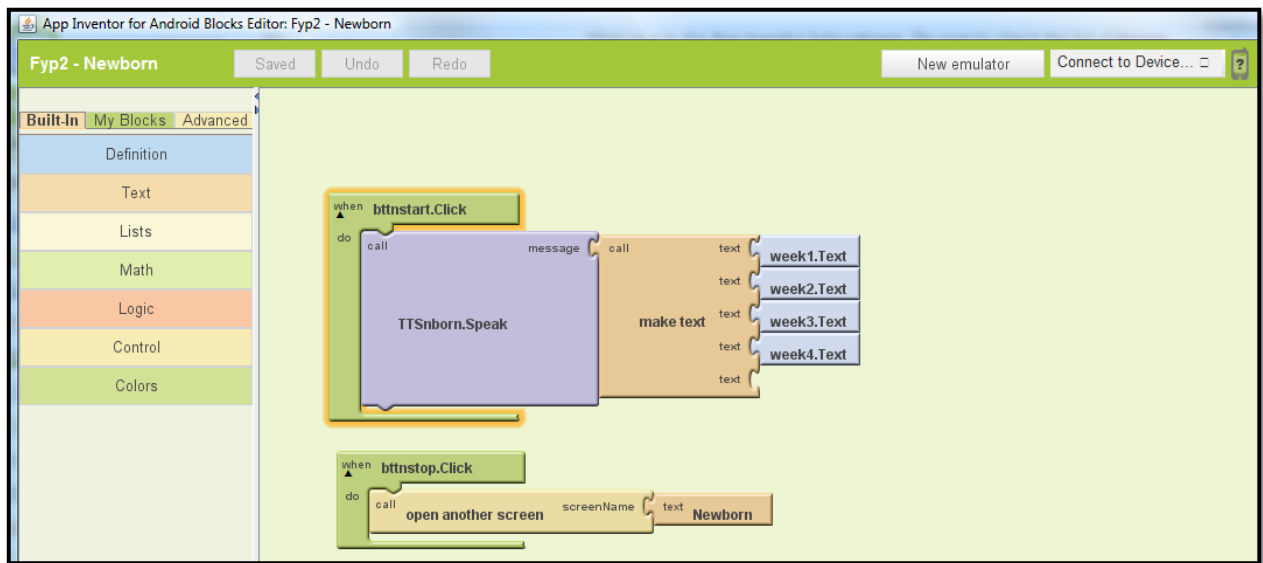 App Inventor for Android Blocks Editor: Fyp2 - Newborn
Fyp2 - Newborn Saved Undo Redo New emulator Connect to Device... ?
Built-In My Blocks Advanced
Definition
Text
Lists
Math
Logic
Control
Colors
when bttnstart.Click
do call message call text week1.Text
text week2.Text
TTSnborn.Speak make text text week3.Text
text week4.Text
text
when bttnstop.Click
do call open another screen screenName text Newborn